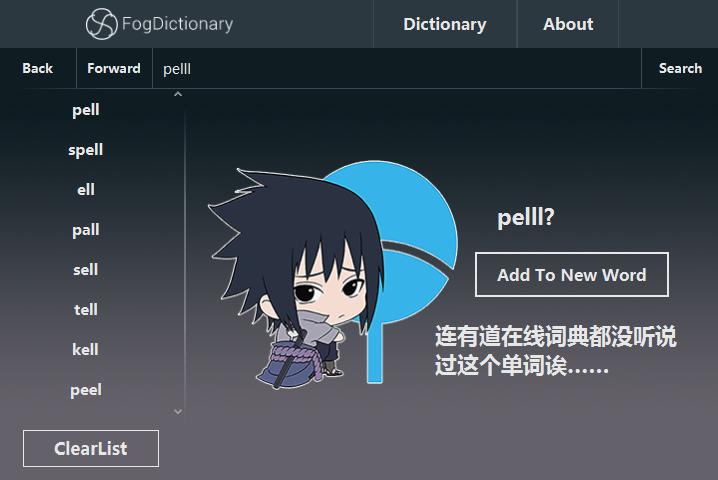 FogDictionary
Dictionary
About
Back
Forward
pelll
Search
pell
spell
ell
pall
sell
tell
kell
peel
ClearList
pelll?
Add To New Word
连有道在线词典都没听说
过这个单词诶……